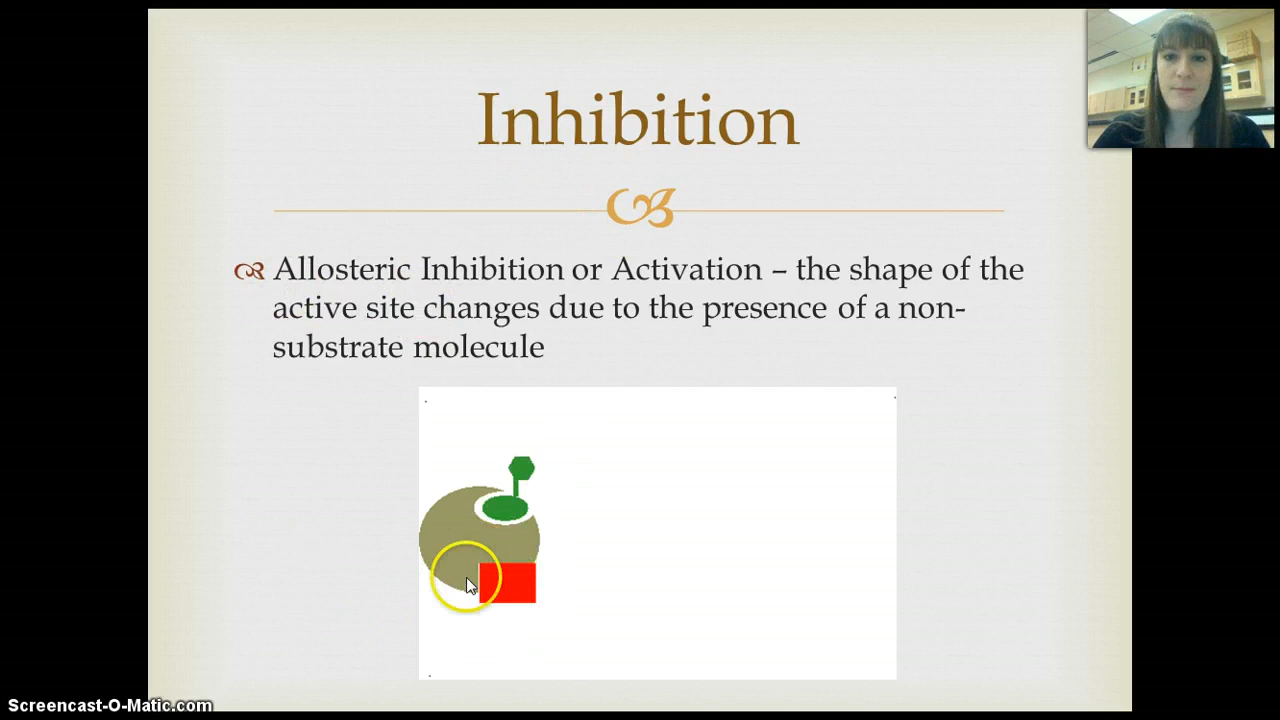 Inhibition
Allosteric Inhibition or Activation – the shape of the
active site changes due to the presence of a non-
substrate molecule
Screencast-O-Matic.com